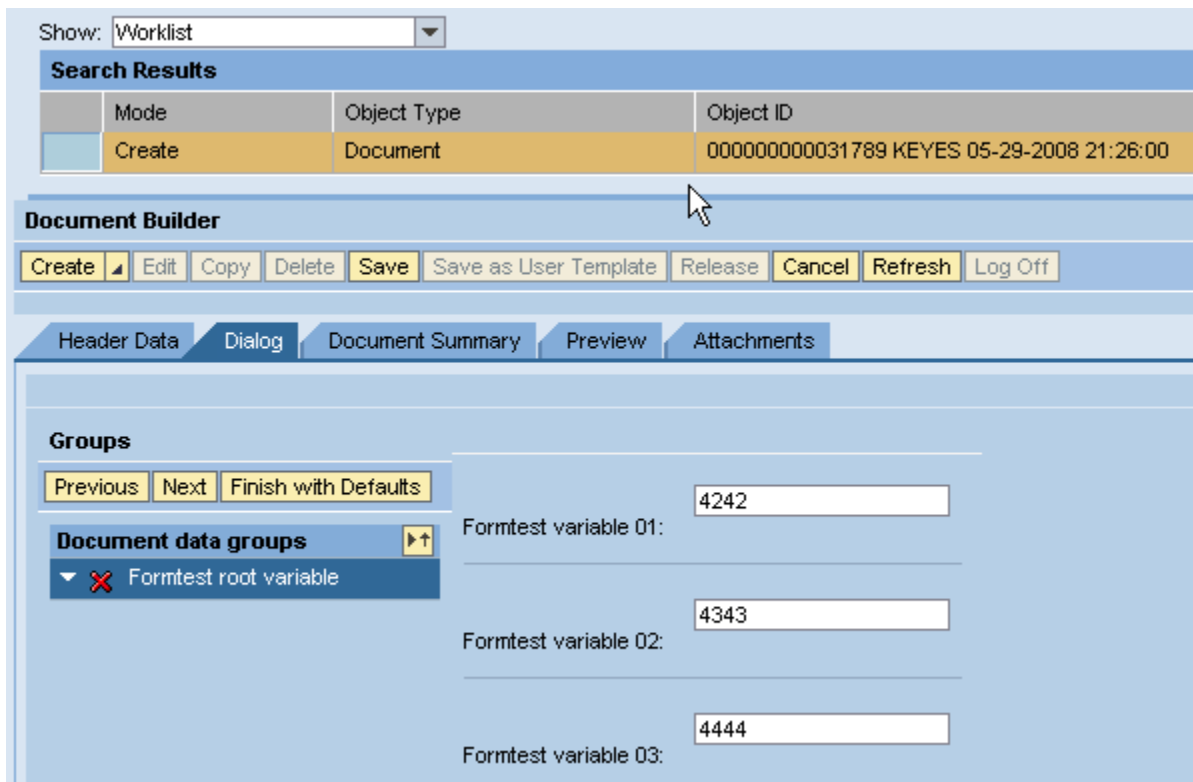 Show: Worklist
Search Results
Mode Object Type Object ID
Create Document 000000000031789 KEYES 05-29-2008 21:26:00
Document Builder
Create Edit Copy Delete Save Save as User Template Release Cancel Refresh Log Off
Header Data Dialog Document Summary Preview Attachments
Groups
Previous Next Finish with Defaults
Document data groups
Formtest root variable
4242
Formtest variable 01:
4343
Formtest variable 02:
4444
Formtest variable 03: